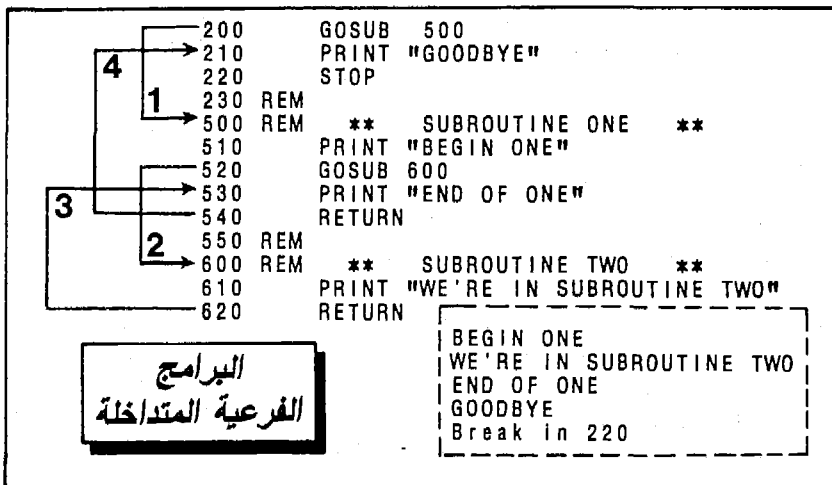 200 GOSUB 500
210 PRINT "GOODBYE"
220 STOP
230 REM
500 REM ** SUBROUTINE ONE **
510 PRINT "BEGIN ONE"
520 GOSUB 600
530 PRINT "END OF ONE"
540 RETURN
550 REM
600 REM ** SUBROUTINE TWO **
610 PRINT "WE'RE IN SUBROUTINE TWO"
620 RETURN
4
1
3
2
البرامج
الفرعية المتداخلة
BEGIN ONE
WE'RE IN SUBROUTINE TWO
END OF ONE
GOODBYE
Break in 220